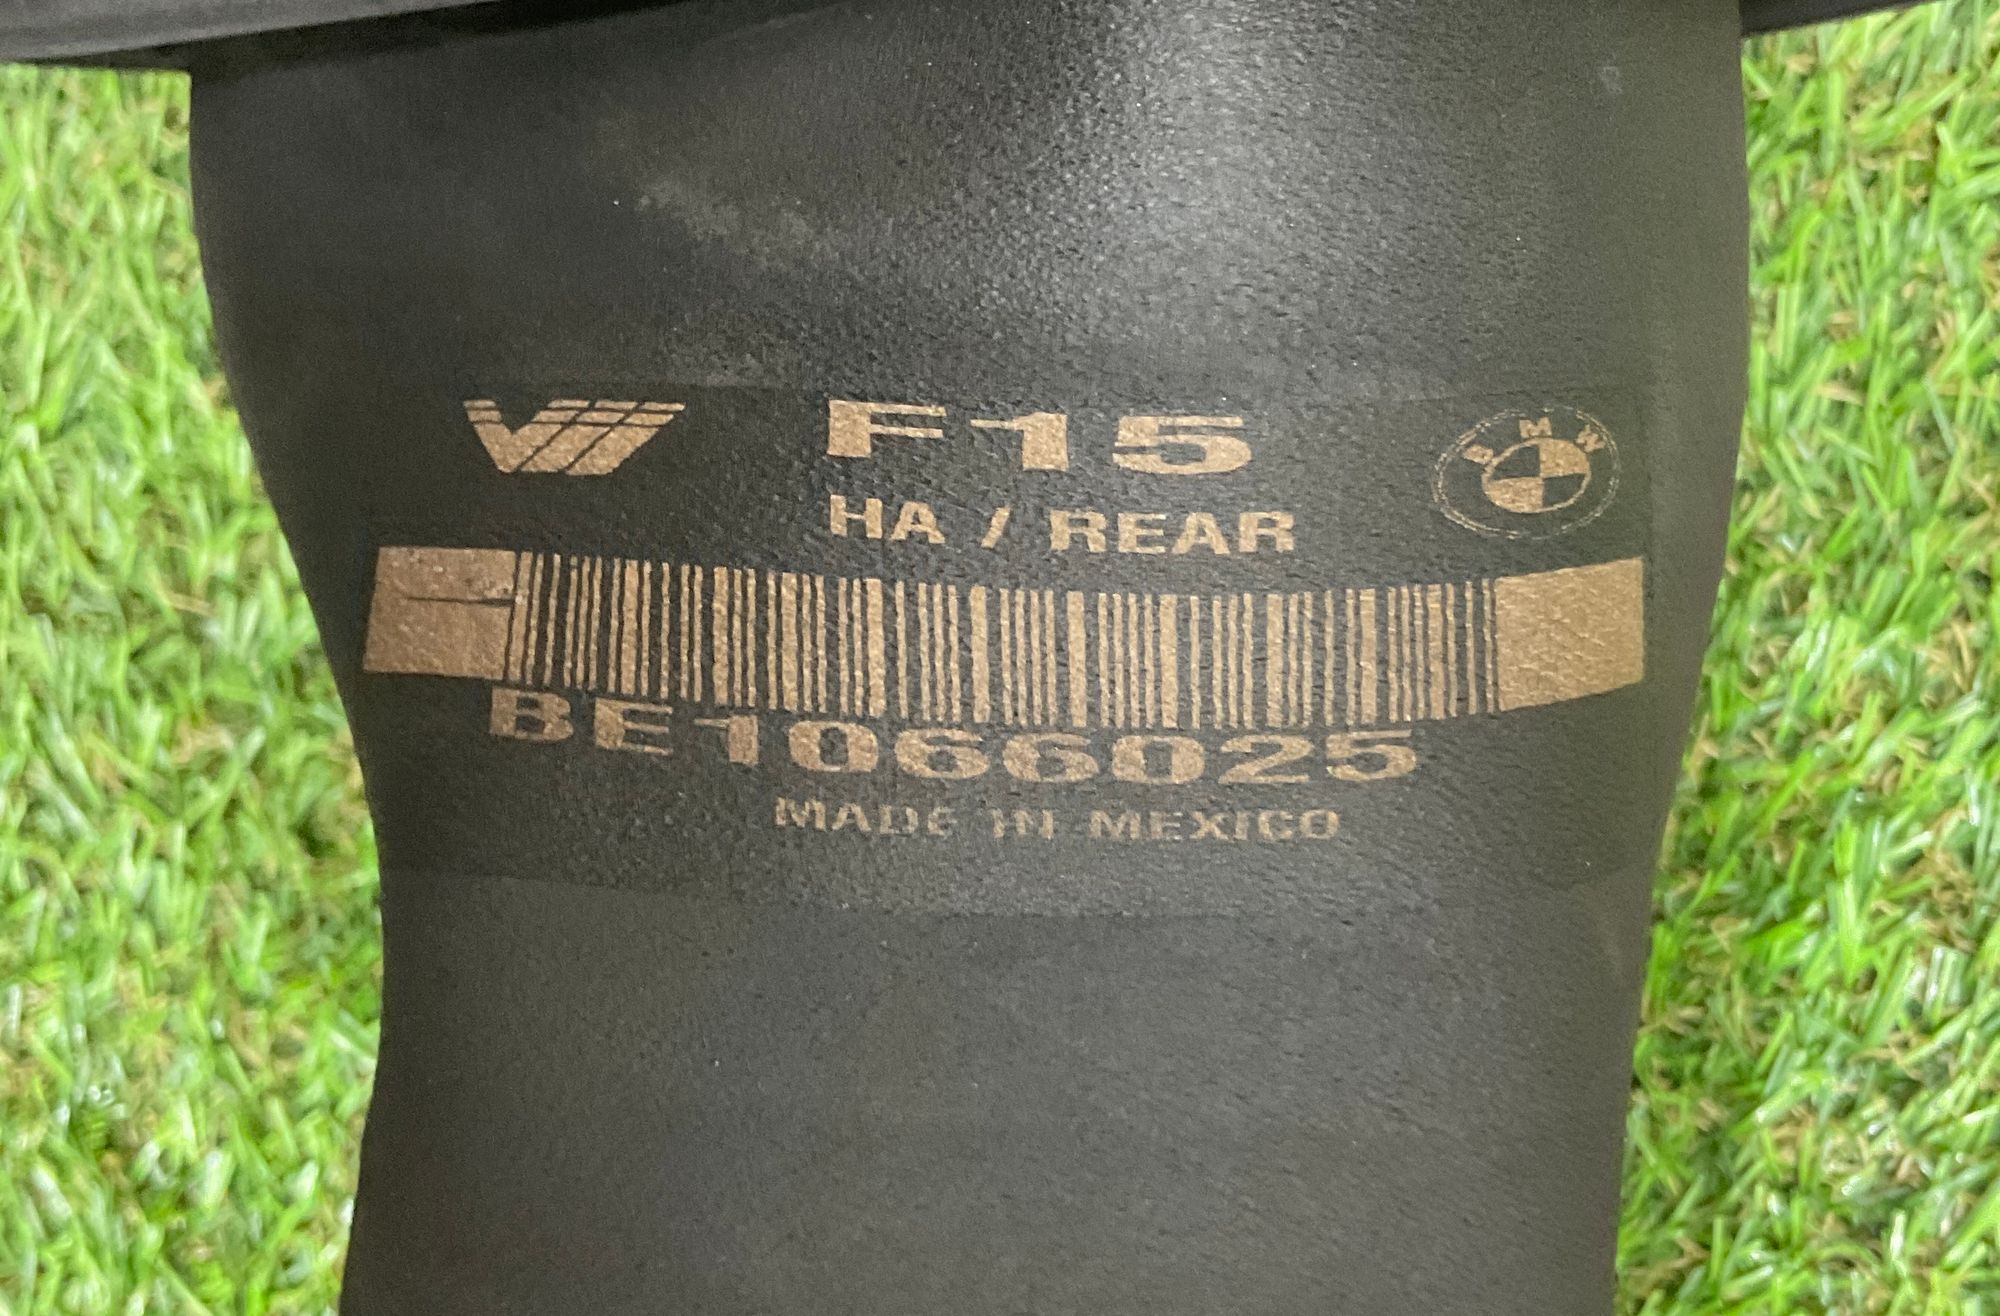 F15
BMW
HA / REAR
BE1066025
MADE IN MEXICO